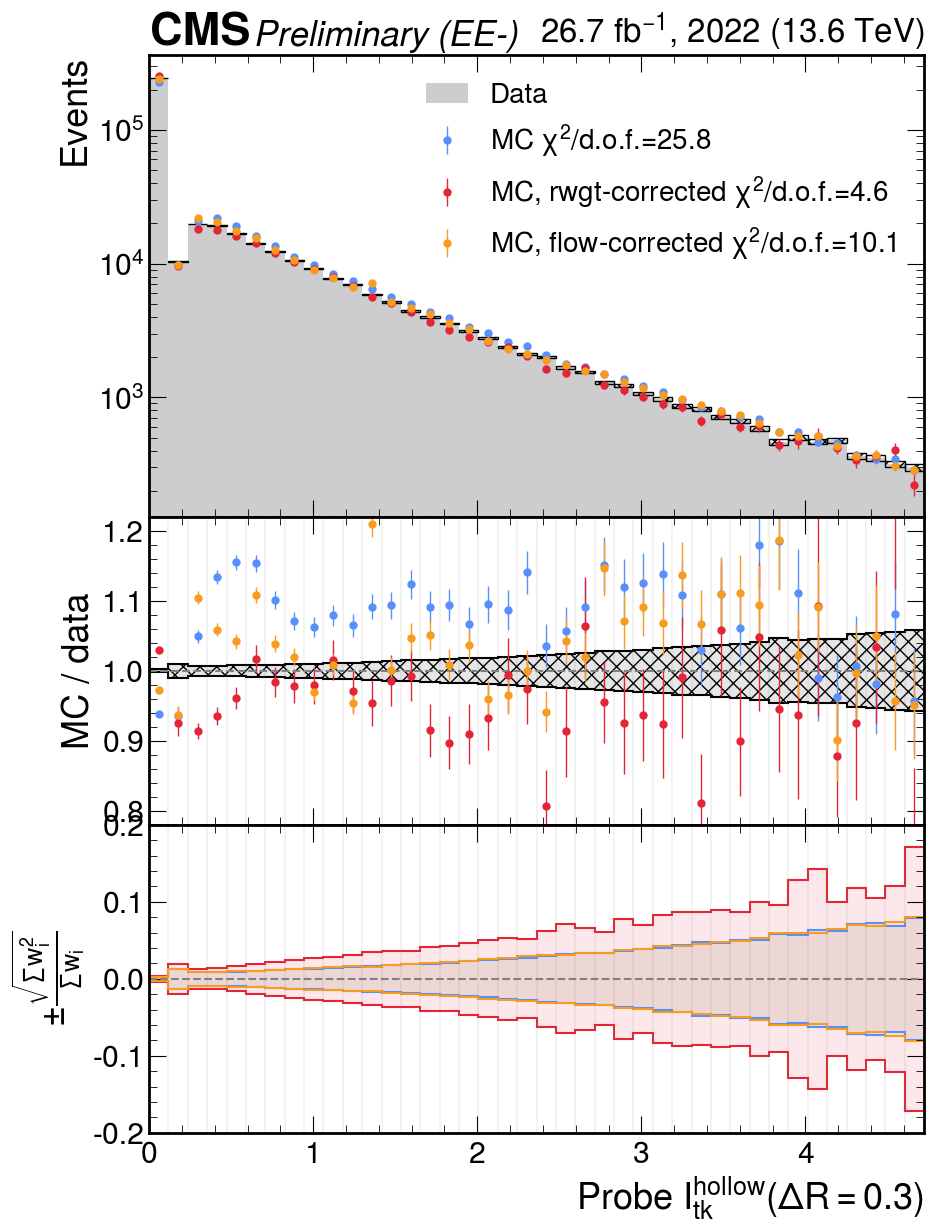 CMS Preliminary (EE-) 26.7 fb⁻¹, 2022 (13.6 TeV)
Events
10⁵
10⁴
10³
Data
MC χ²/d.o.f.=25.8
MC, rwgt-corrected χ²/d.o.f.=4.6
MC, flow-corrected χ²/d.o.f.=10.1
MC / data
1.2
1.1
1.0
0.9
0.8
±√(Σwᵢ²)/Σwᵢ
0.2
0.1
0.0
-0.1
-0.2
0 1 2 3 4
Probe I_tk^hollow(ΔR = 0.3)